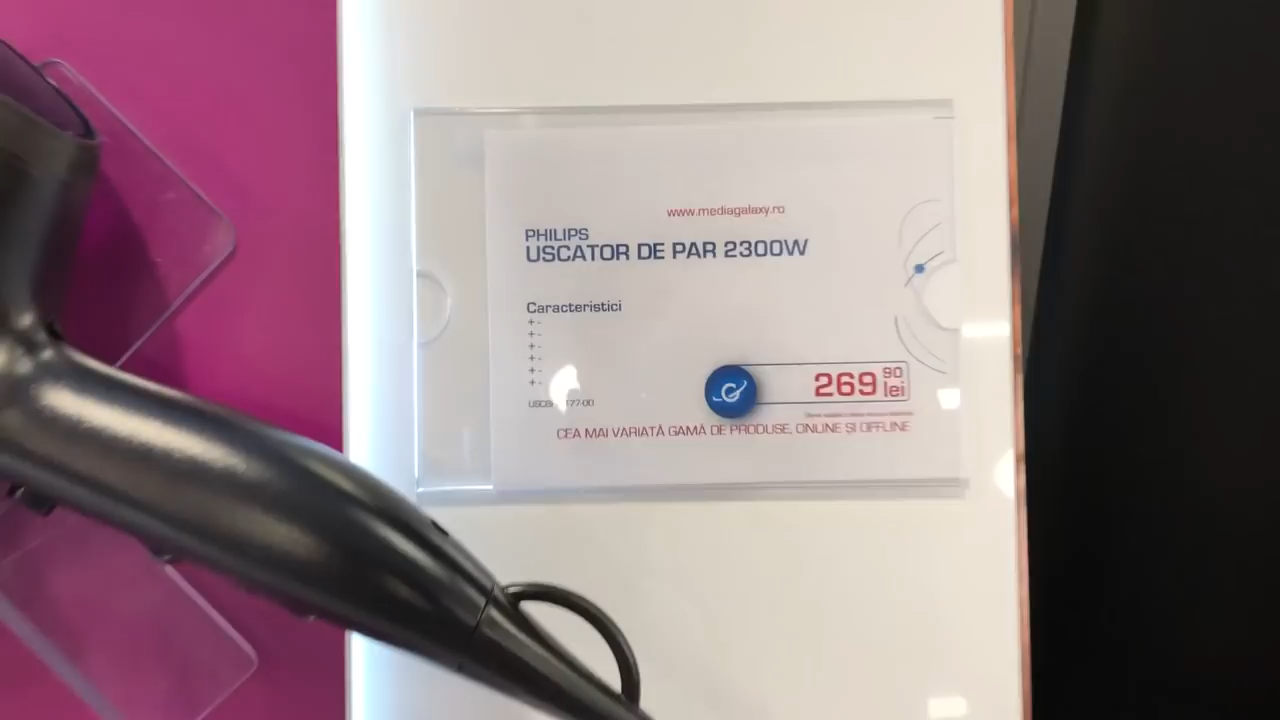 www.mediagalaxy.ro
PHILIPS
USCATOR DE PAR 2300W
Caracteristici
+-
+-
+-
+-
+-
+-
269 90 lei
CEA MAI VARIATĂ GAMĂ DE PRODUSE, ONLINE ȘI OFFLINE